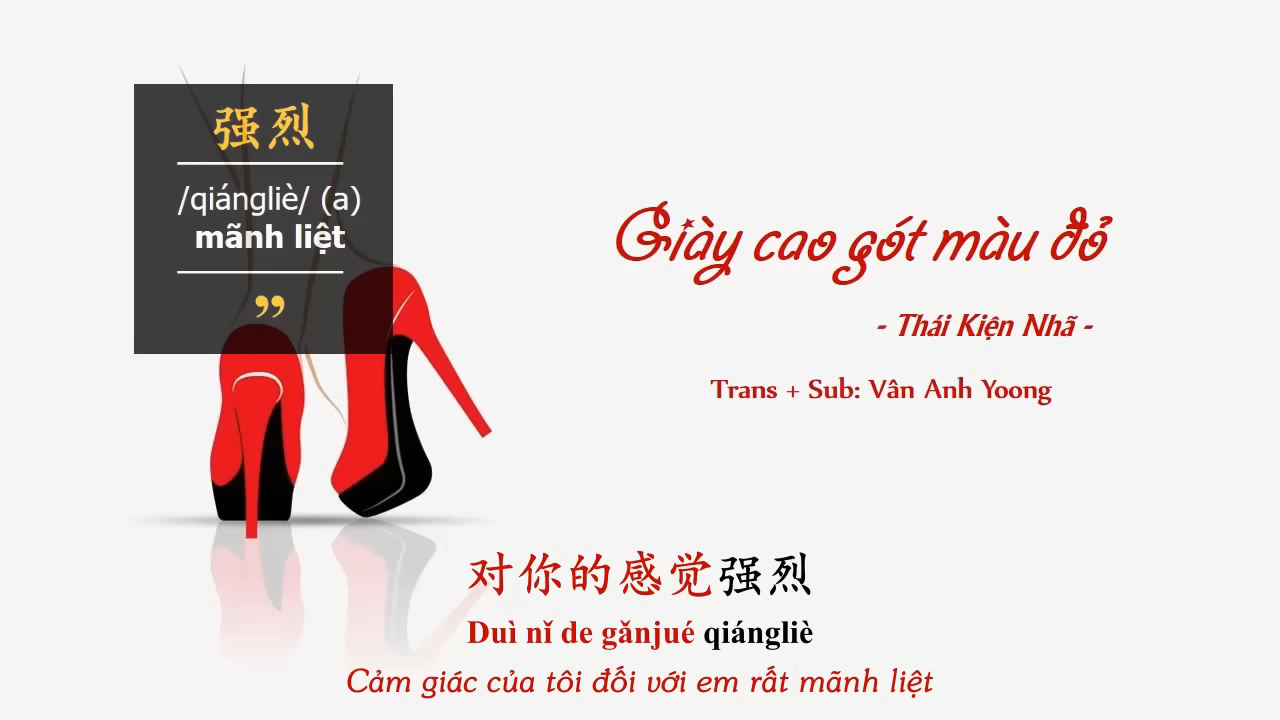 强烈
/qiángliè/ (a)
mãnh liệt
”
Giày cao gót màu đỏ
- Thái Kiện Nhã -
Trans + Sub: Vân Anh Yoong
对你的感觉强烈
Duì nǐ de gǎnjué qiángliè
Cảm giác của tôi đối với em rất mãnh liệt